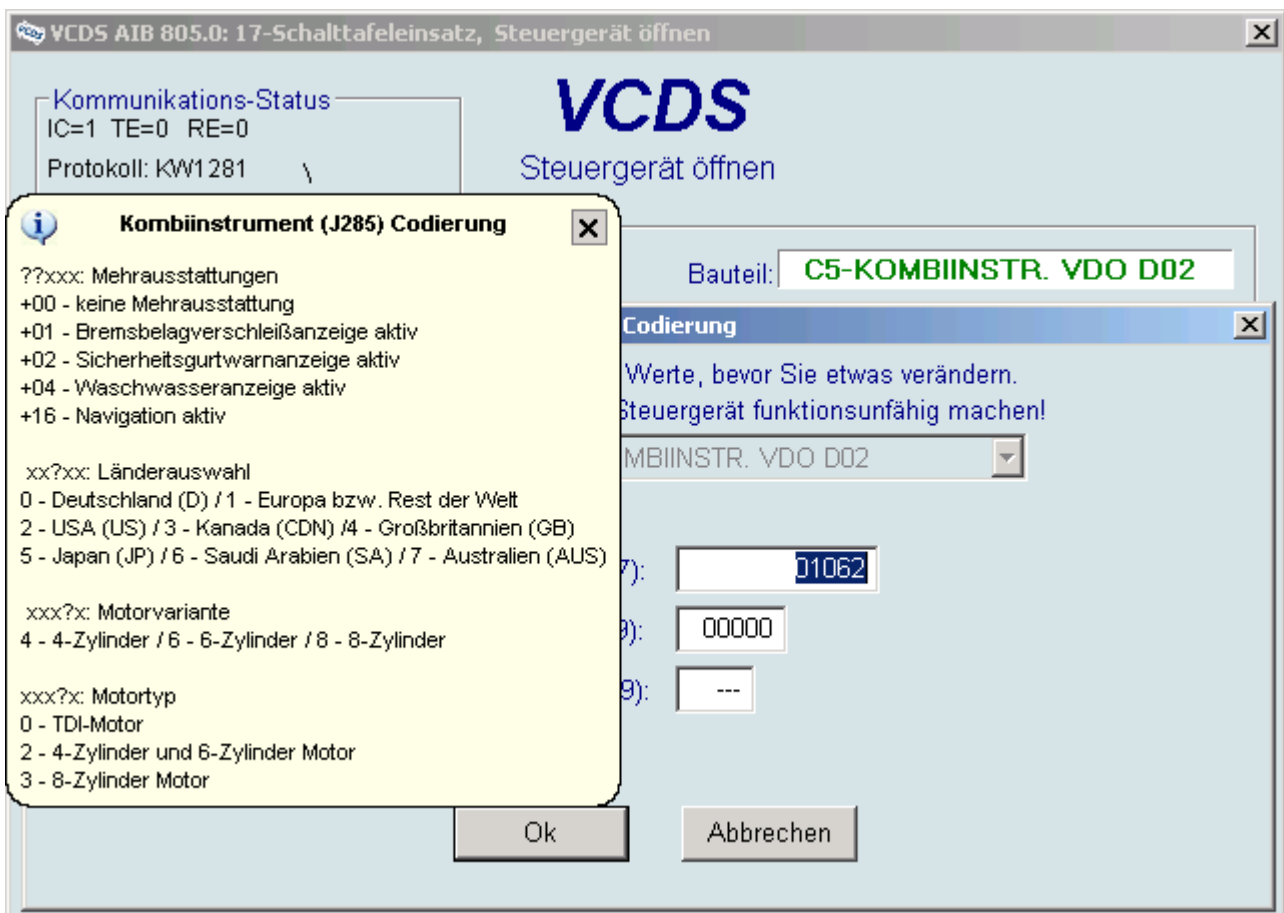 VCDS AIB 805.0: 17-Schalttafeleinsatz, Steuergerät öffnen
Kommunikations-Status
IC=1 TE=0 RE=0
Protokoll: KW1281 \
VCDS
Steuergerät öffnen
Kombiinstrument (J285) Codierung
??xxx: Mehrausstattungen
+00 - keine Mehrausstattung
+01 - Bremsbelagverschleißanzeige aktiv
+02 - Sicherheitsgurtwarnanzeige aktiv
+04 - Waschwasseranzeige aktiv
+16 - Navigation aktiv
xx?xx: Länderauswahl
0 - Deutschland (D) / 1 - Europa bzw. Rest der Welt
2 - USA (US) / 3 - Kanada (CDN) /4 - Großbritannien (GB)
5 - Japan (JP) / 6 - Saudi Arabien (SA) / 7 - Australien (AUS)
xxx?x: Motorvariante
4 - 4-Zylinder / 6 - 6-Zylinder / 8 - 8-Zylinder
xxx?x: Motortyp
0 - TDI-Motor
2 - 4-Zylinder und 6-Zylinder Motor
3 - 8-Zylinder Motor
Bauteil: C5-KOMBIINSTR. VDO D02
Codierung
Werte, bevor Sie etwas verändern.
Steuergerät funktionsunfähig machen!
MBIINSTR. VDO D02
7): 01062
9): 00000
9): ---
Ok Abbrechen